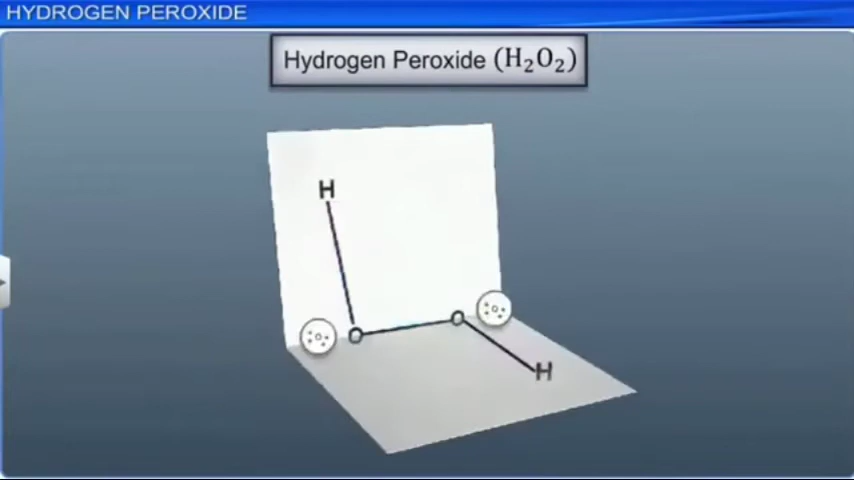 HYDROGEN PEROXIDE
Hydrogen Peroxide (H₂O₂)
H
O
O
H